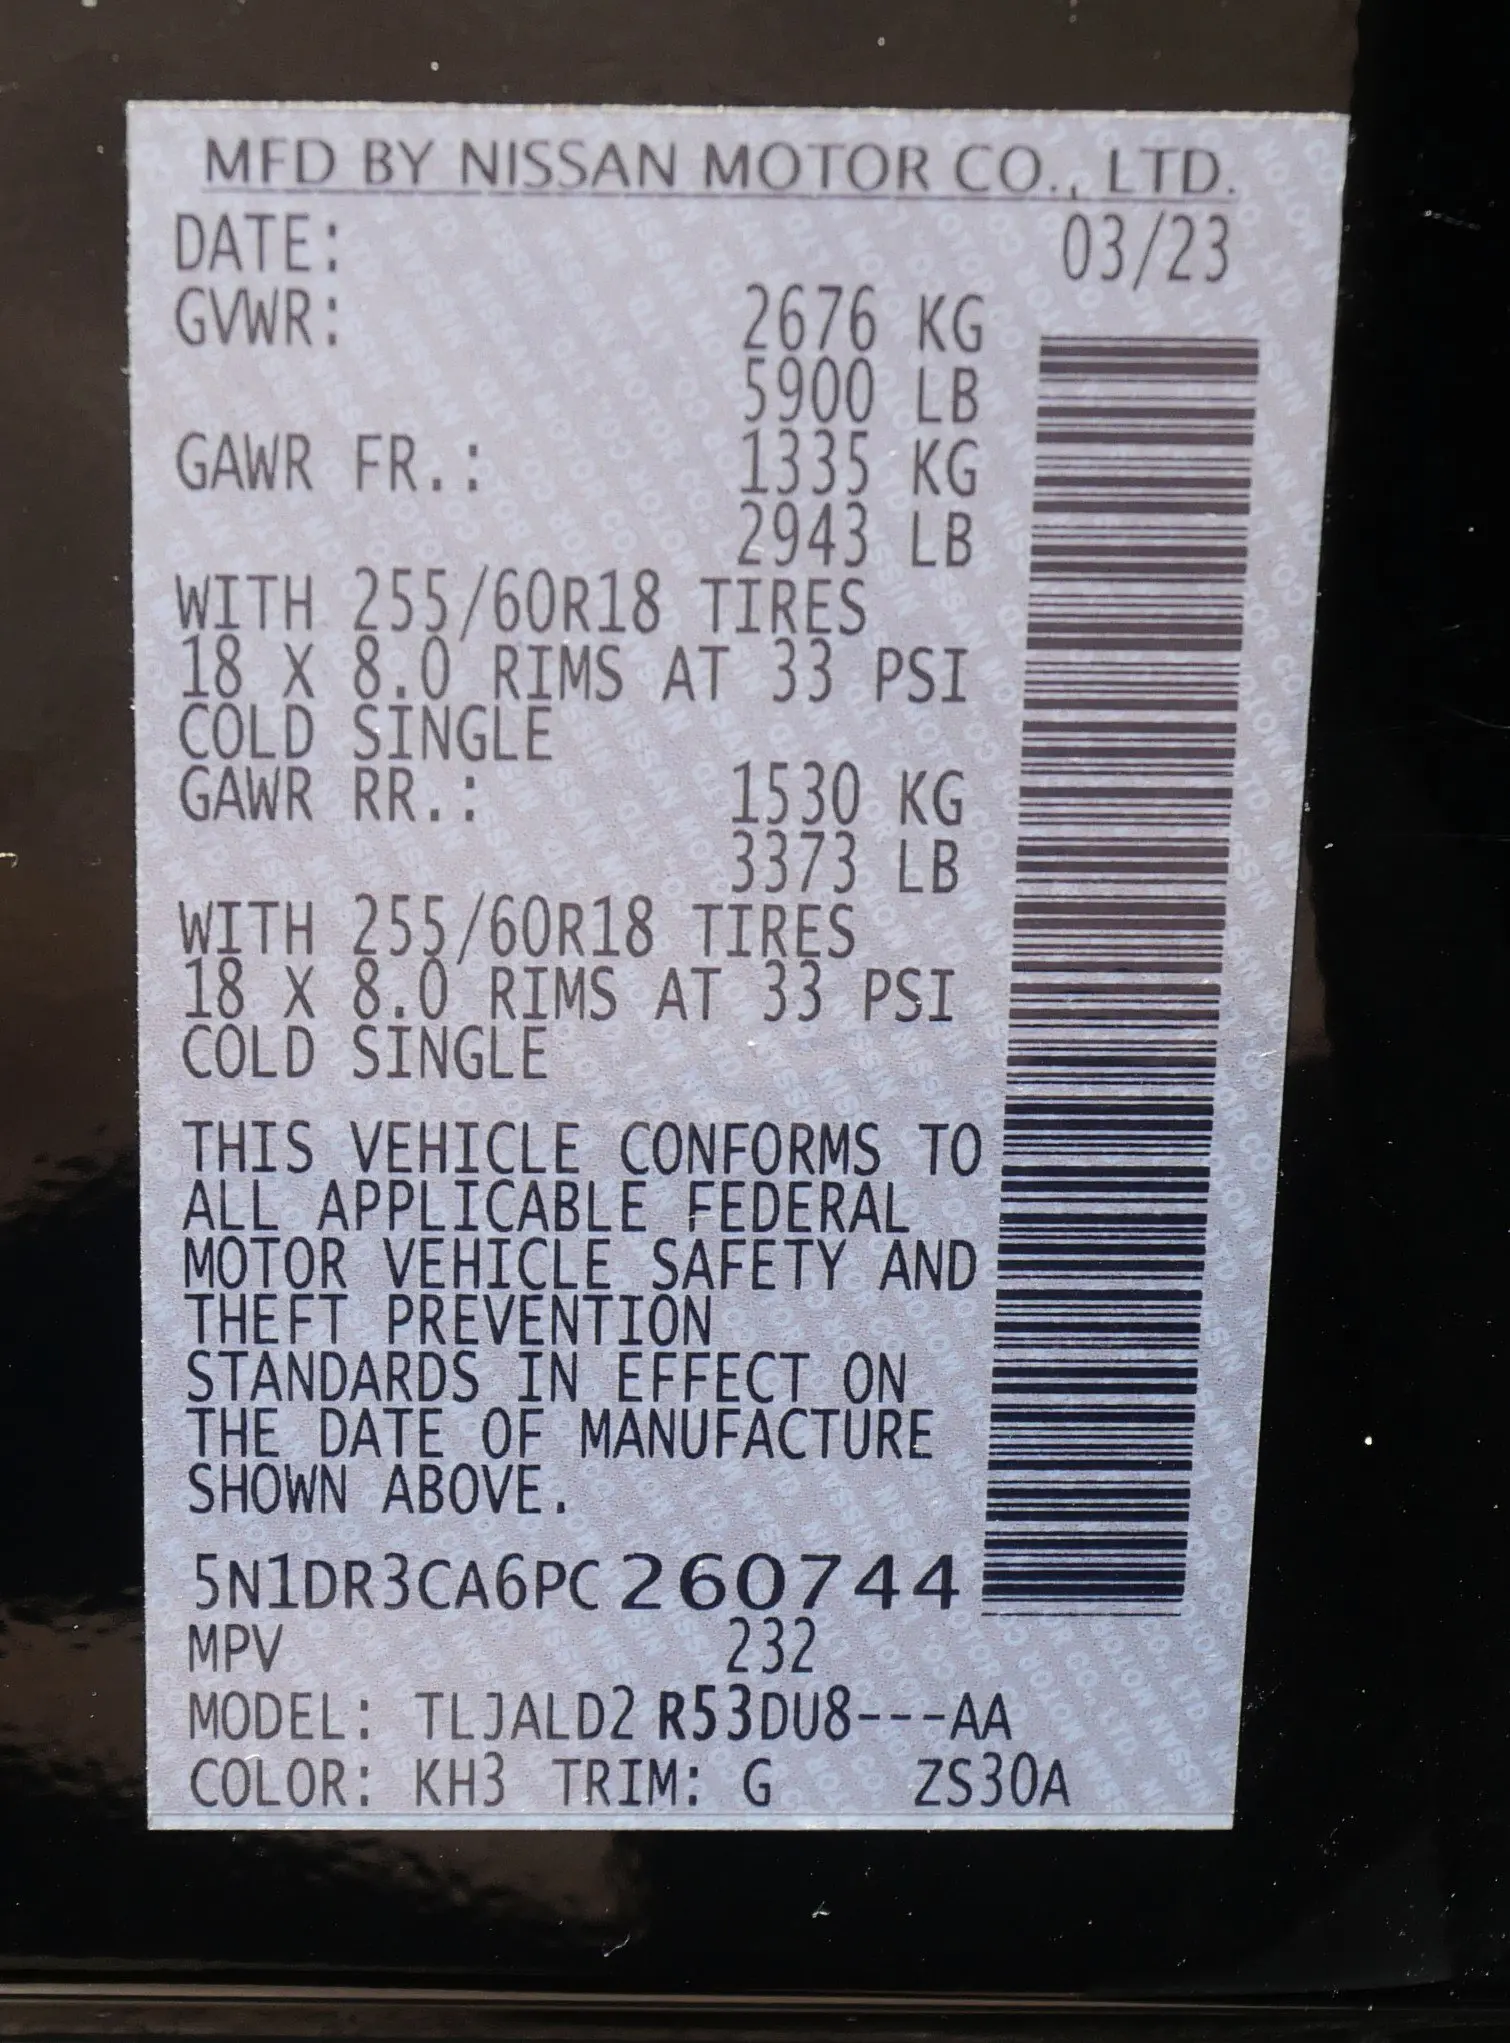 MFD BY NISSAN MOTOR CO., LTD.
DATE: 03/23
GVWR: 2676 KG
5900 LB
GAWR FR.: 1335 KG
2943 LB
WITH 255/60R18 TIRES
18 X 8.0 RIMS AT 33 PSI
COLD SINGLE
GAWR RR.: 1530 KG
3373 LB
WITH 255/60R18 TIRES
18 X 8.0 RIMS AT 33 PSI
COLD SINGLE
THIS VEHICLE CONFORMS TO
ALL APPLICABLE FEDERAL
MOTOR VEHICLE SAFETY AND
THEFT PREVENTION
STANDARDS IN EFFECT ON
THE DATE OF MANUFACTURE
SHOWN ABOVE.
5N1DR3CA6PC260744
MPV 232
MODEL: TLJALD2 R53DU8---AA
COLOR: KH3 TRIM: G ZS30A